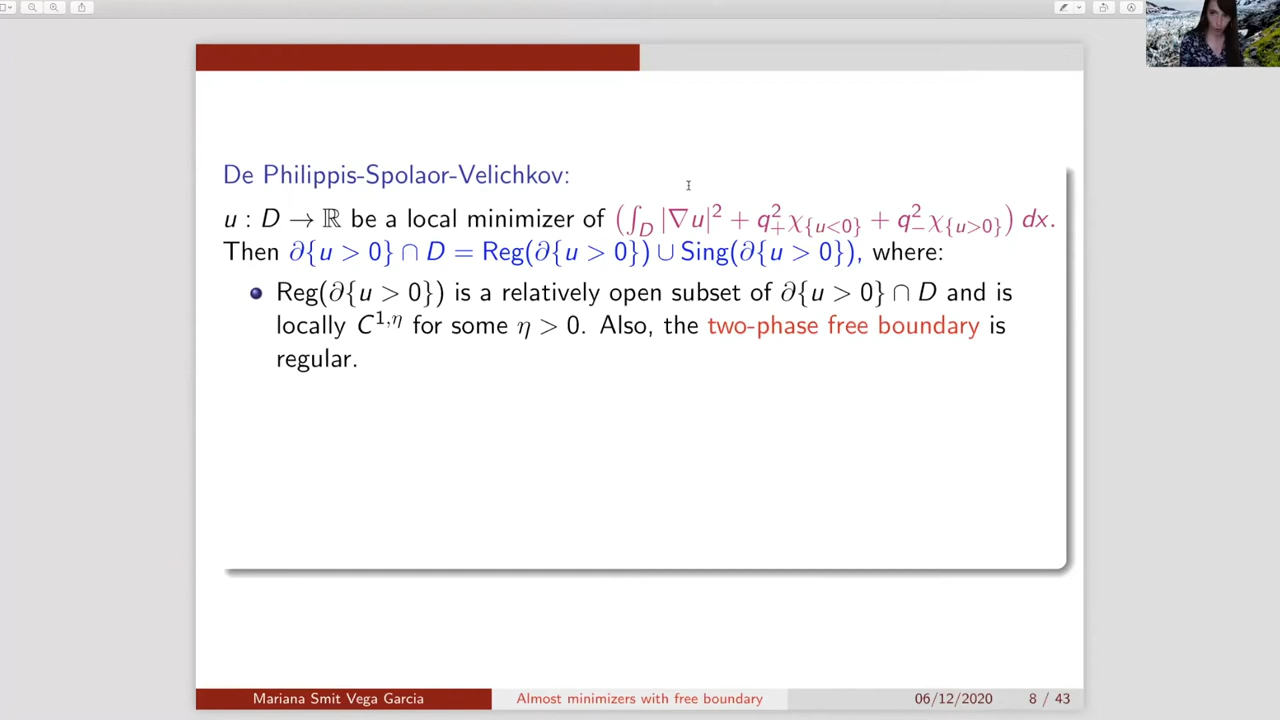 De Philippis-Spolaor-Velichkov:
u : D → ℝ be a local minimizer of (∫_D |∇u|² + q²₊χ_{u<0} + q²₋χ_{u>0}) dx.
Then ∂{u > 0} ∩ D = Reg(∂{u > 0}) ∪ Sing(∂{u > 0}), where:
Reg(∂{u > 0}) is a relatively open subset of ∂{u > 0} ∩ D and is
locally C^{1,η} for some η > 0. Also, the two-phase free boundary is
regular.
Mariana Smit Vega Garcia Almost minimizers with free boundary 06/12/2020 8 / 43